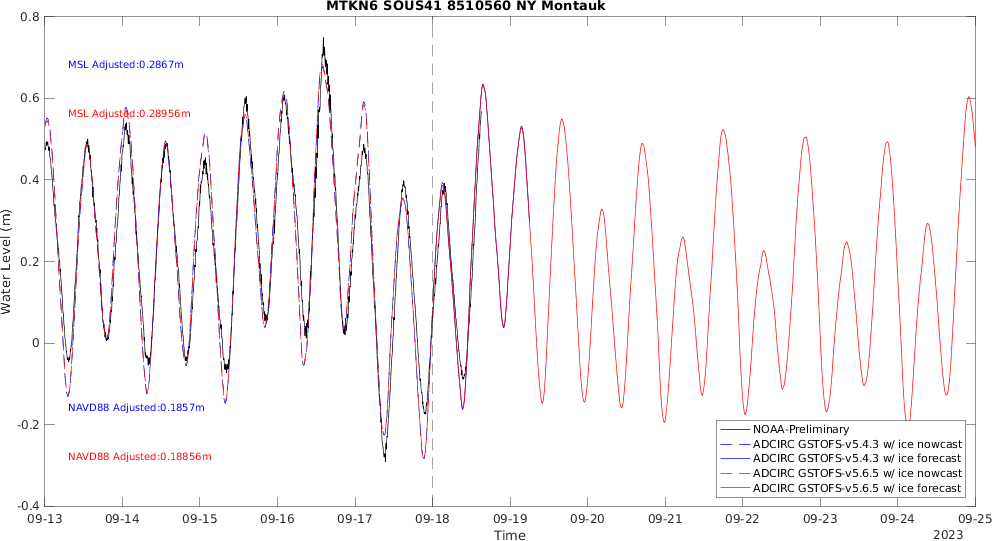 MTKN6 SOUS41 8510560 NY Montauk
0.8
0.6
0.4
0.2
0
-0.2
-0.4
Water Level (m)
MSL Adjusted:0.2867m
MSL Adjusted:0.28956m
NAVD88 Adjusted:0.1857m
NAVD88 Adjusted:0.18856m
NOAA-Preliminary
ADCIRC GSTOFS-v5.4.3 w/ ice nowcast
ADCIRC GSTOFS-v5.4.3 w/ ice forecast
ADCIRC GSTOFS-v5.6.5 w/ ice nowcast
ADCIRC GSTOFS-v5.6.5 w/ ice forecast
09-13 09-14 09-15 09-16 09-17 09-18 09-19 09-20 09-21 09-22 09-23 09-24 09-25
Time
2023